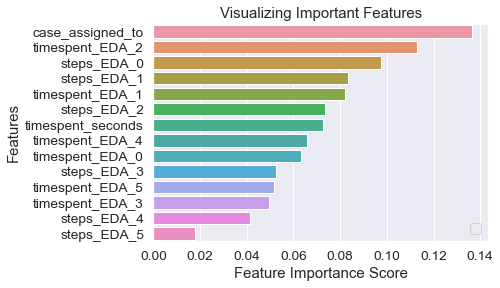 Visualizing Important Features
Features
case_assigned_to
timespent_EDA_2
steps_EDA_0
steps_EDA_1
timespent_EDA_1
steps_EDA_2
timespent_seconds
timespent_EDA_4
timespent_EDA_0
steps_EDA_3
timespent_EDA_5
timespent_EDA_3
steps_EDA_4
steps_EDA_5
0.00 0.02 0.04 0.06 0.08 0.10 0.12 0.14
Feature Importance Score